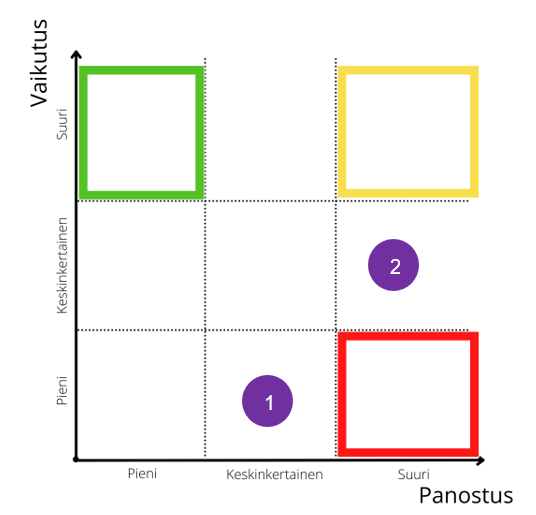 Vaikutus
Suuri
Keskinkertainen
2
Pieni
1
Pieni
Keskinkertainen
Suuri
Panostus